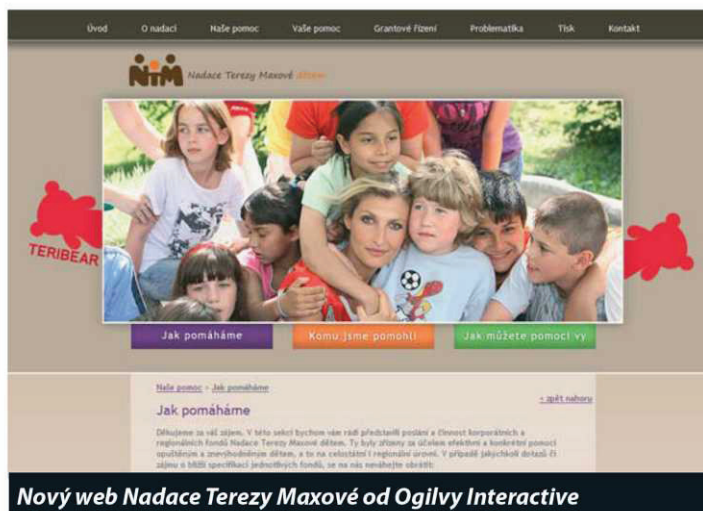 Úvod O nadaci Naše pomoc Vaše pomoc Grantové řízení Problematika Tisk Kontakt
NTM Nadace Terezy Maxové dětem
TERIBEAR
Jak pomáháme Komu jsme pomohli Jak můžete pomoci vy
Naše pomoc > Jak pomáháme
‹ zpět nahoru
Jak pomáháme
Děkujeme za váš zájem. V této sekci bychom vám rádi představili poslání a činnost korporátních a
regionálních fondů Nadace Terezy Maxové dětem. Ty byly zřízeny za účelem efektivní a konkrétní pomoci
opuštěným a znevýhodněným dětem, a to na celostátní i regionální úrovni. V případě jakýchkoli dotazů či
zájmu o bližší specifikaci jednotlivých fondů, se na nás neváhejte obrátit:
Nový web Nadace Terezy Maxové od Ogilvy Interactive